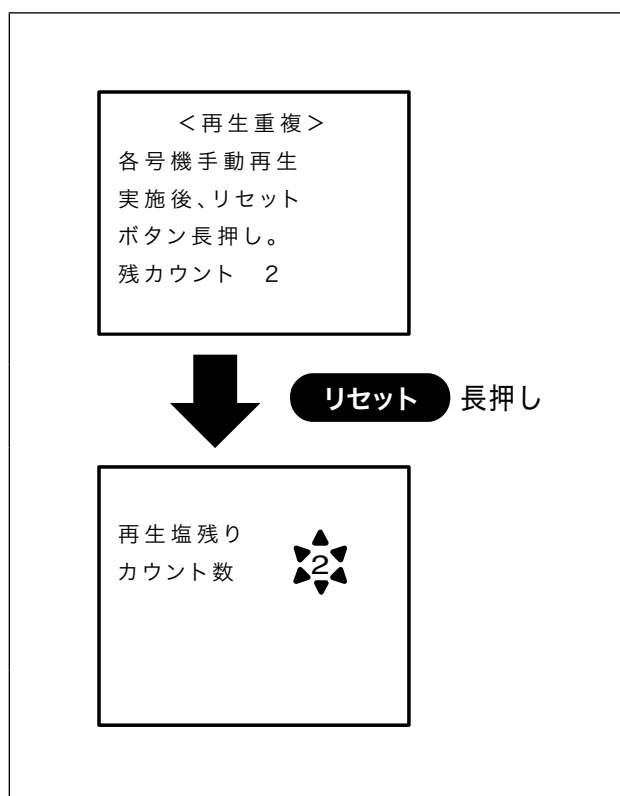 <再生重複>
各号機手動再生
実施後、リセット
ボタン長押し。
残カウント　2
リセット 長押し
再生塩残り
カウント数　2